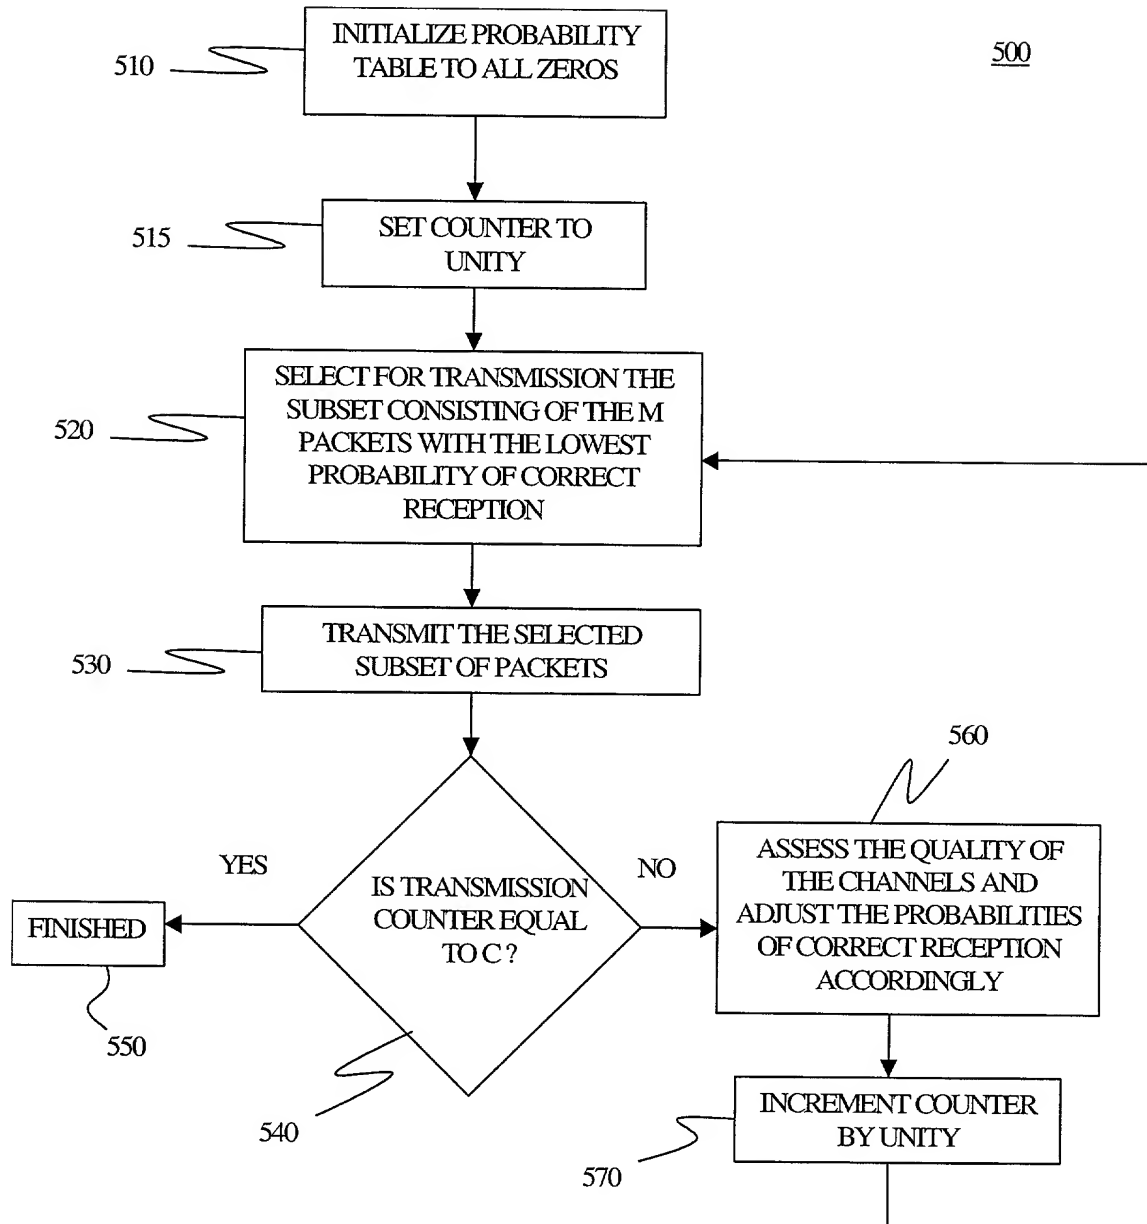 INITIALIZE PROBABILITY
TABLE TO ALL ZEROS
510
500
SET COUNTER TO
UNITY
515
SELECT FOR TRANSMISSION THE
SUBSET CONSISTING OF THE M
PACKETS WITH THE LOWEST
PROBABILITY OF CORRECT
RECEPTION
520
TRANSMIT THE SELECTED
SUBSET OF PACKETS
530
560
YES
IS TRANSMISSION
COUNTER EQUAL
TO C ?
NO
ASSESS THE QUALITY OF
THE CHANNELS AND
ADJUST THE PROBABILITIES
OF CORRECT RECEPTION
ACCORDINGLY
FINISHED
550
540
INCREMENT COUNTER
BY UNITY
570